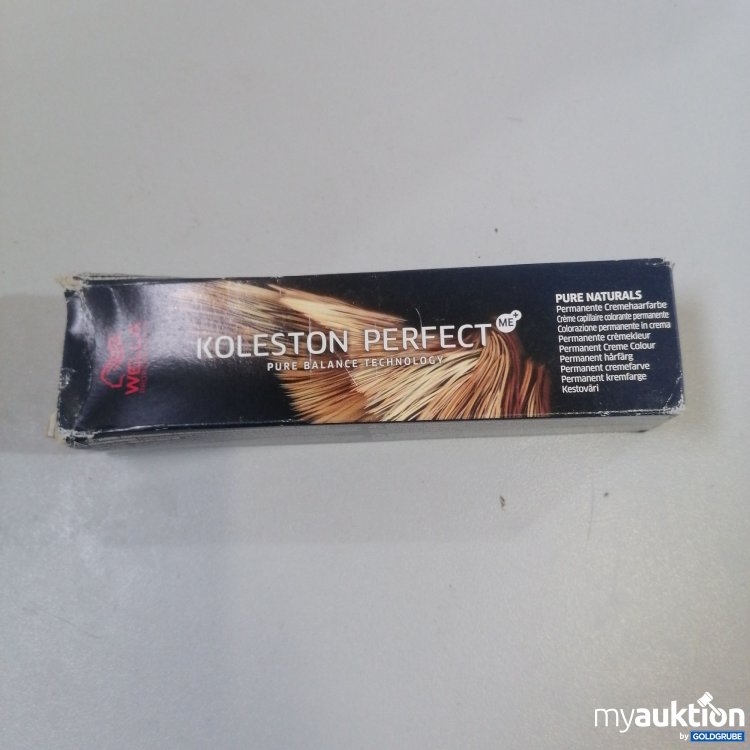 WELLA
KOLESTON PERFECT ME+
PURE BALANCE TECHNOLOGY
PURE NATURALS
Permanente Cremehaarfarbe
Crème capillaire colorante permanente
Colorazione permanente in crema
Permanente crèmekleur
Permanent Creme Colour
Permanent hårfärg
Permanent cremefarve
Permanent kremfarge
Kestoväri
myauktion
by GOLDGRUBE